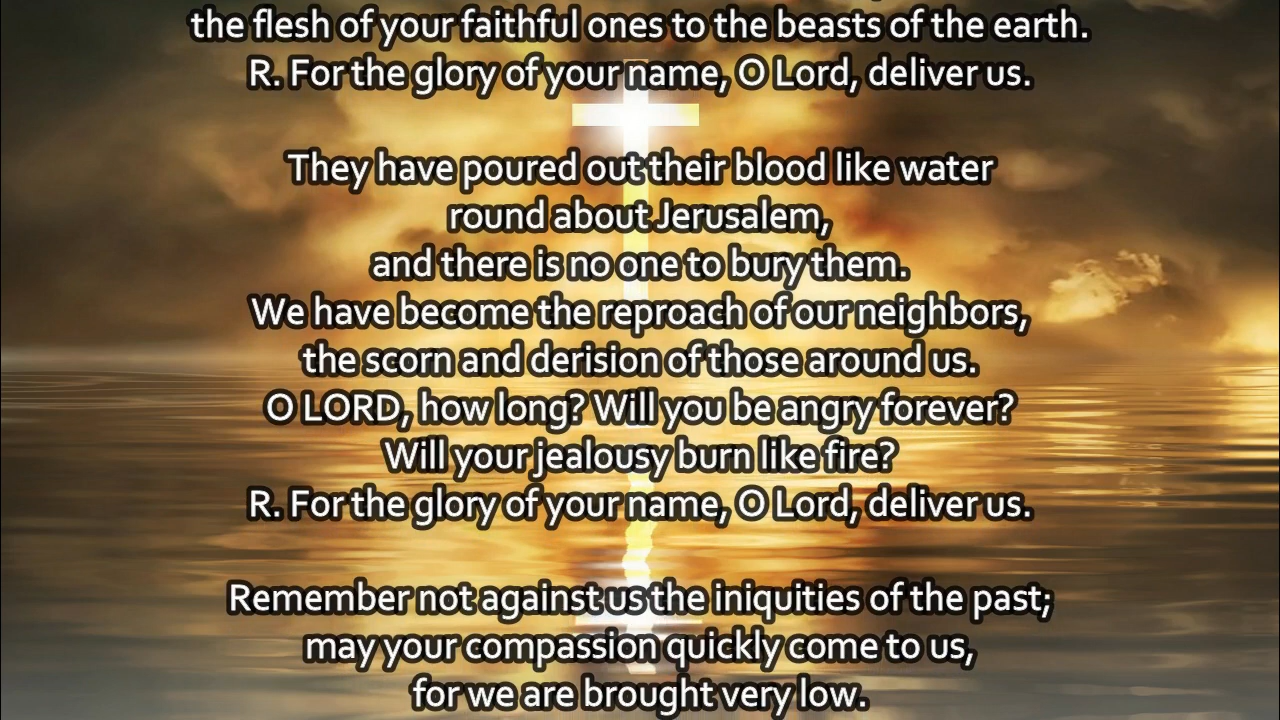 the flesh of your faithful ones to the beasts of the earth.
R. For the glory of your name, O Lord, deliver us.
They have poured out their blood like water
round about Jerusalem,
and there is no one to bury them.
We have become the reproach of our neighbors,
the scorn and derision of those around us.
O LORD, how long? Will you be angry forever?
Will your jealousy burn like fire?
R. For the glory of your name, O Lord, deliver us.
Remember not against us the iniquities of the past;
may your compassion quickly come to us,
for we are brought very low.